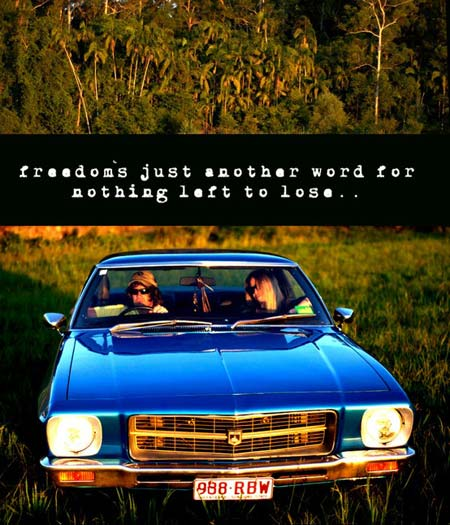 freedom's just another word for
nothing left to lose..
988·RBW